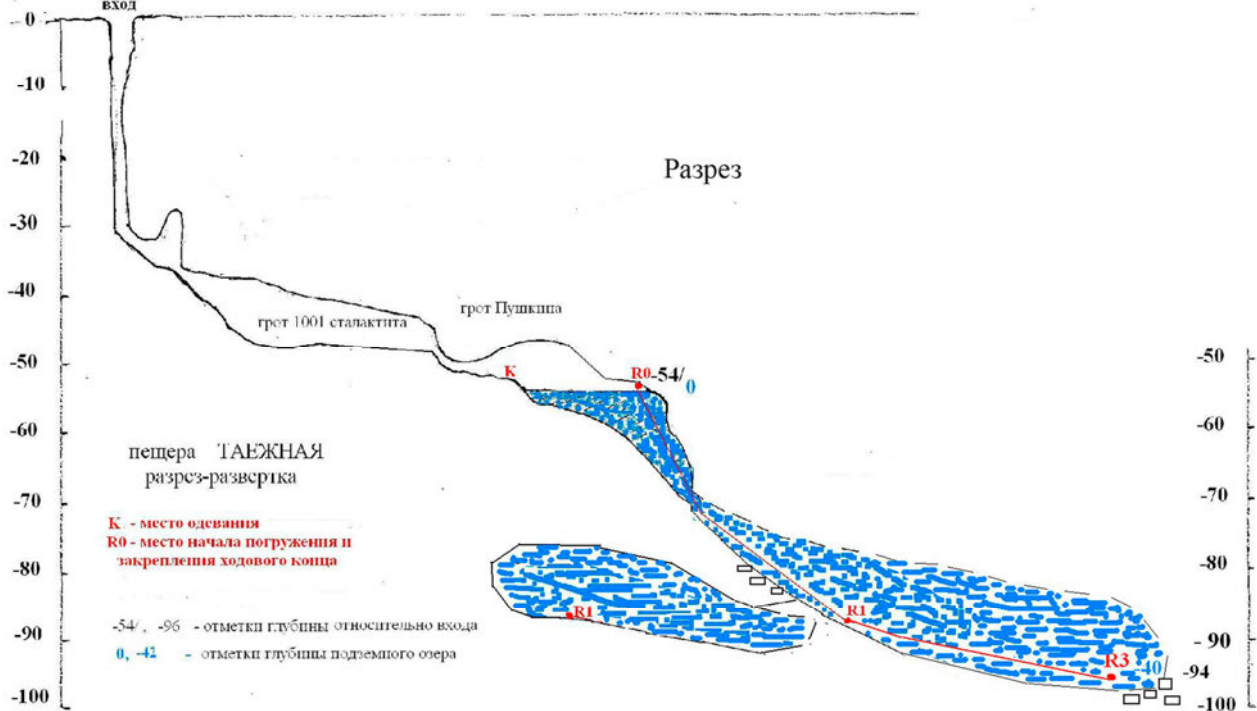 вход
0
-10
-20
-30
-40
-50
-60
-70
-80
-90
-100
Разрез
грот 1001 сталактита
грот Пушкина
К
R0 -54/ 0
пещера ТАЕЖНАЯ
разрез-развертка
К - место одевания
R0 - место начала погружения и
закрепления ходового конца
-54/, -96 - отметки глубины относительно входа
0, -42 - отметки глубины подземного озера
R1
R1
R3 -40 -94
-50
-60
-70
-80
-90
-100